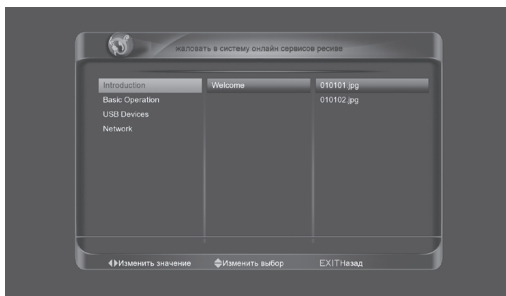 жаловать в систему онлайн сервисов ресиве
Introduction
Welcome
010101.jpg
Basic Operation
010102.jpg
USB Devices
Network
Изменить значение
Изменить выбор
EXITНазад